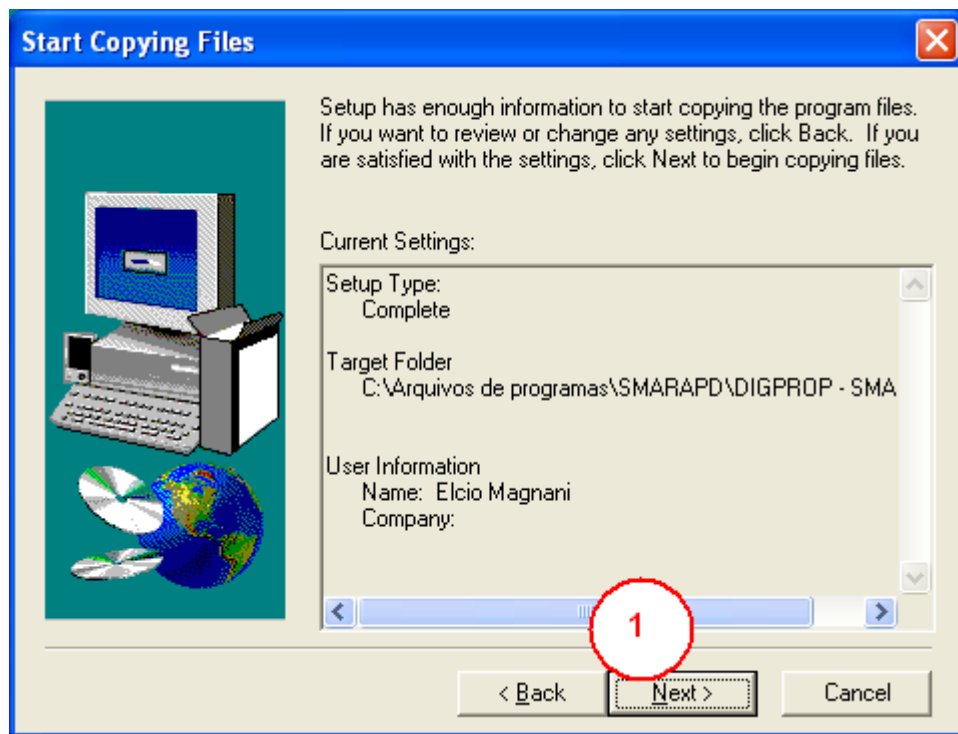 Start Copying Files
Setup has enough information to start copying the program files.
If you want to review or change any settings, click Back. If you
are satisfied with the settings, click Next to begin copying files.
Current Settings:
Setup Type:
Complete
Target Folder
C:\Arquivos de programas\SMARAPD\DIGPROP - SMA
User Information
Name: Elcio Magnani
Company:
1
< Back
Next >
Cancel